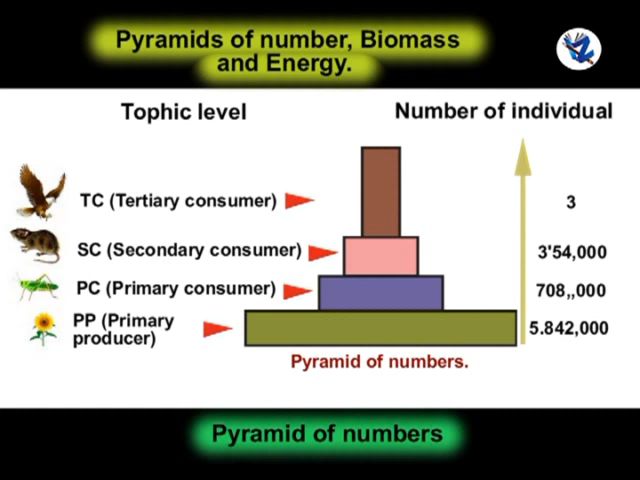 Pyramids of number, Biomass
and Energy.
Tophic level
Number of individual
TC (Tertiary consumer)
3
SC (Secondary consumer)
3'54,000
PC (Primary consumer)
708,,000
PP (Primary
producer)
5.842,000
Pyramid of numbers.
Pyramid of numbers